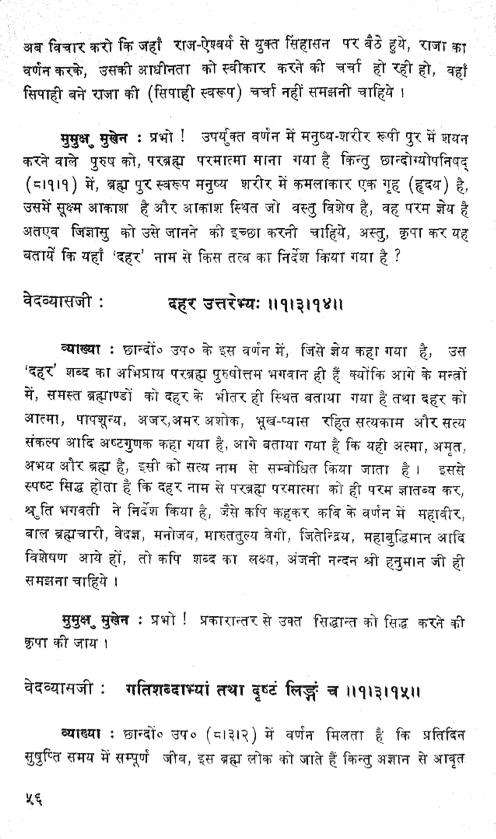 अब विचार करो कि जहाँ राज-ऐश्वर्य से युक्त सिंहासन पर बैठे हुये, राजा का
वर्णन करके, उसकी आधीनता को स्वीकार करने की चर्चा हो रही हो, वहाँ
सिपाही बने राजा की (सिपाही स्वरूप) चर्चा नहीं समझनी चाहिये ।
मुमुक्षु मुखेन : प्रभो ! उपर्युक्त वर्णन में मनुष्य-शरीर रूपी पुर में शयन
करने वाले पुरुष को, परब्रह्म परमात्मा माना गया है किन्तु छान्दोग्योपनिषद्
(८।१।१) में, ब्रह्म पुर स्वरूप मनुष्य शरीर में कमलाकार एक गृह (हृदय) है,
उसमें सूक्ष्म आकाश है और आकाश स्थित जो वस्तु विशेष है, वह परम ज्ञेय है
अतएव जिज्ञासु को उसे जानने की इच्छा करनी चाहिये, अस्तु, कृपा कर यह
बतायें कि यहाँ 'दहर' नाम से किस तत्व का निर्देश किया गया है ?
वेदव्यासजी : दहर उत्तरेभ्यः ॥१।३।१४॥
व्याख्या : छान्दो० उप० के इस वर्णन में, जिसे ज्ञेय कहा गया है, उस
'दहर' शब्द का अभिप्राय परब्रह्म पुरुषोत्तम भगवान ही हैं क्योंकि आगे के मन्त्रों
में, समस्त ब्रह्माण्डों को दहर के भीतर ही स्थित बताया गया है तथा दहर को
आत्मा, पापशून्य, अजर,अमर अशोक, भूख-प्यास रहित सत्यकाम और सत्य
संकल्प आदि अष्टगुणक कहा गया है, आगे बताया गया है कि यही अत्मा, अमृत,
अभय और ब्रह्म है, इसी को सत्य नाम से सम्वोधित किया जाता है । इससे
स्पष्ट सिद्ध होता है कि दहर नाम से परब्रह्म परमात्मा को ही परम ज्ञातव्य कर,
श्रुति भगवती ने निर्देश किया है, जैसे कपि कहकर कवि के वर्णन में महावीर,
बाल ब्रह्मचारी, वेदज्ञ, मनोजव, मारुततुल्य वेगी, जितेन्द्रिय, महाबुद्धिमान आदि
विशेषण आये हों, तो कपि शब्द का लक्ष्य, अंजनी नन्दन श्री हनुमान जी ही
समझना चाहिये ।
मुमुक्षु मुखेन : प्रभो ! प्रकारान्तर से उक्त सिद्धान्त को सिद्ध करने की
कृपा की जाय ।
वेदव्यासजी : गतिशब्दाभ्यां तथा दृष्टं लिङ्गं च ॥१।३।१५॥
व्याख्या : छान्दों० उप० (८।३।२) में वर्णन मिलता है कि प्रतिदिन
सुषुप्ति समय में सम्पूर्ण जीव, इस ब्रह्म लोक को जाते हैं किन्तु अज्ञान से आवृत
५६